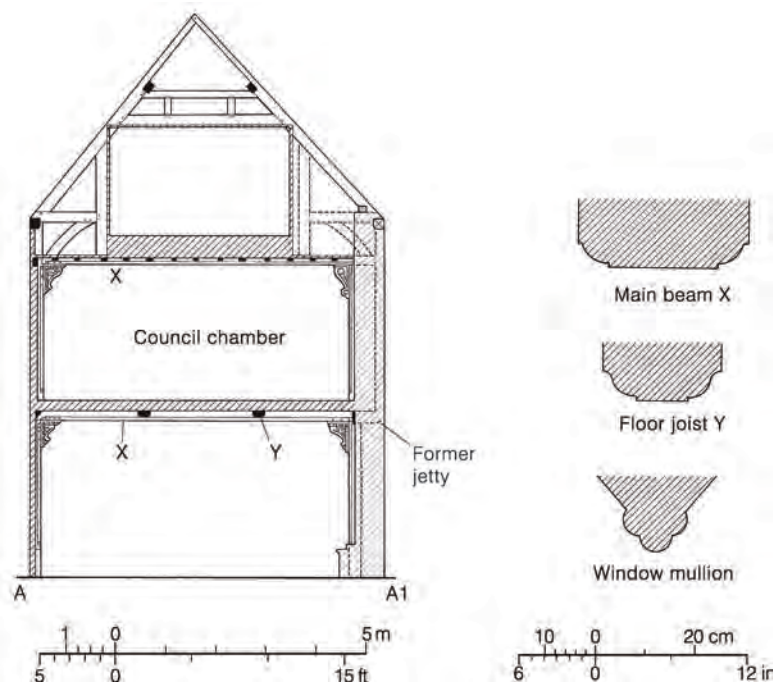 X
Council chamber
X
Y
Former
jetty
A
A1
1 0 5 m
5 0 15 ft
Main beam X
Floor joist Y
Window mullion
10 0 20 cm
6 0 12 in